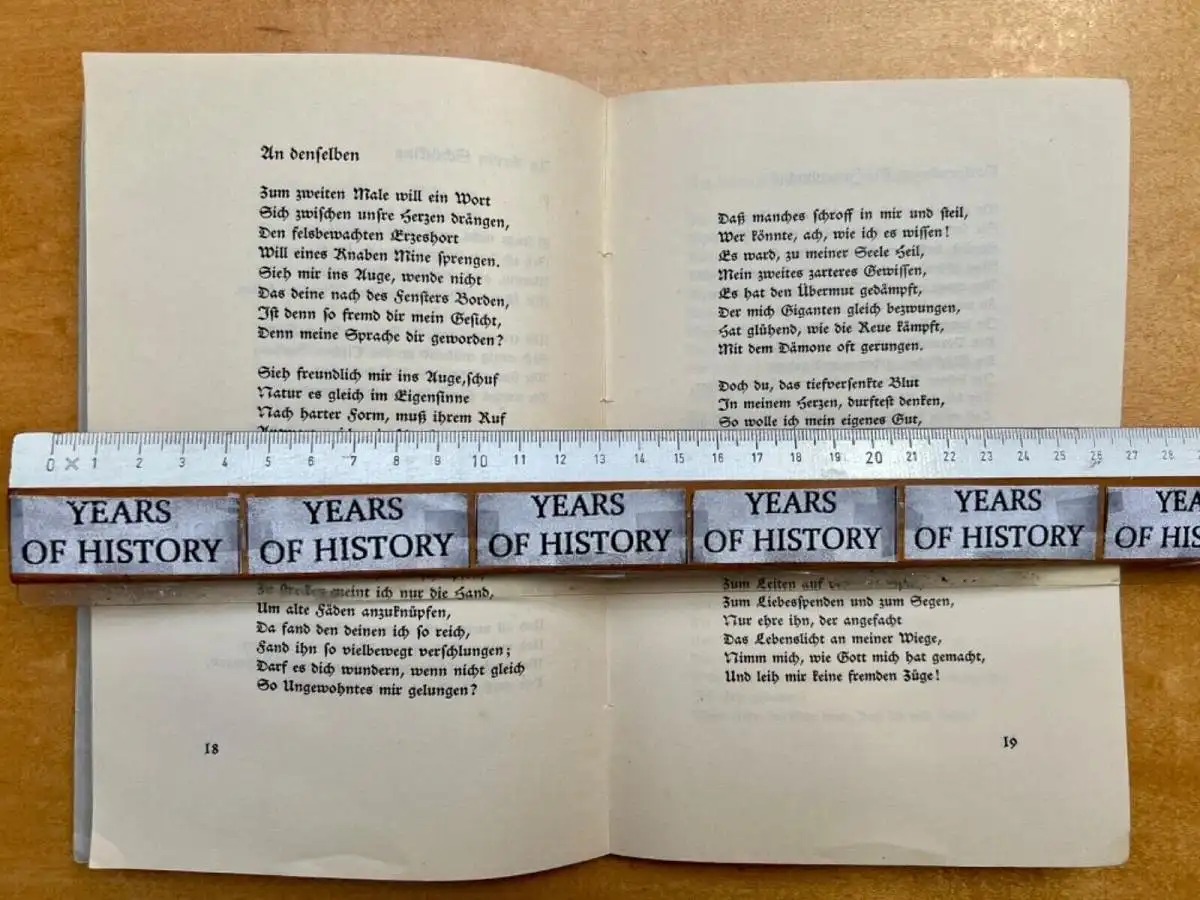 An denselben
Zum zweiten Male will ein Wort
Sich zwischen unsre Herzen drängen,
Den felsbewachten Erzeshort
Will eines Knaben Mine sprengen.
Sieh mir ins Auge, wende nicht
Das deine nach des Fensters Borden,
Ist denn so fremd dir mein Gesicht,
Denn meine Sprache dir geworden?
Sieh freundlich mir ins Auge, schuf
Natur es gleich im Eigensinne
Nach harter Form, muß ihrem Ruf
meint ich nur die Hand,
Um alte Fäden anzuknüpfen,
Da fand den deinen ich so reich,
Fand ihn so vielbewegt verschlungen;
Darf es dich wundern, wenn nicht gleich
So Ungewohntes mir gelungen?
18
Daß manches schroff in mir und steil,
Wer könnte, ach, wie ich es wissen!
Es ward, zu meiner Seele Heil,
Mein zweites zarteres Gewissen,
Es hat den Übermut gedämpft,
Der mich Giganten gleich bezwungen,
Hat glühend, wie die Reue kämpft,
Mit dem Dämone oft gerungen.
Doch du, das tiefversenkte Blut
In meinem Herzen, durftest denken,
So wolle ich mein eigenes Gut,
Zum Leiten auf
Zum Liebesspenden und zum Segen,
Nur ehre ihn, der angefacht
Das Lebenslicht an meiner Wiege,
Nimm mich, wie Gott mich hat gemacht,
Und leih mir keine fremden Züge!
19
0 1 2 3 4 5 6 7 8 9 10 11 12 13 14 15 16 17 18 19 20 21 22 23 24 25 26 27 28
YEARS OF HISTORY
YEARS OF HISTORY
YEARS OF HISTORY
YEARS OF HISTORY
YEARS OF HISTORY
YEA
OF HIS